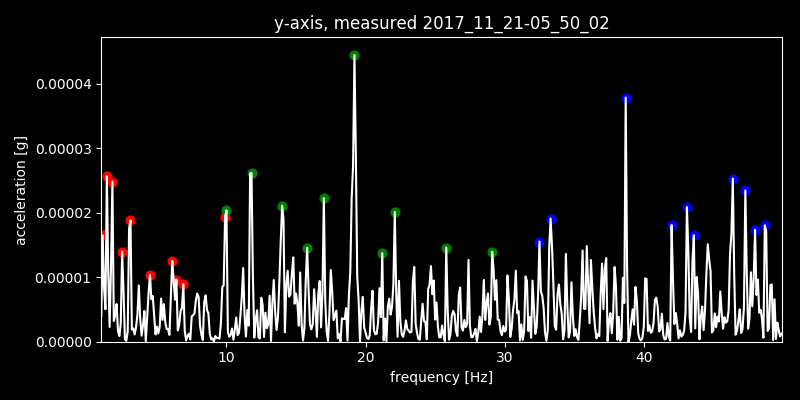 y-axis, measured 2017_11_21-05_50_02
0.00004
0.00003
0.00002
0.00001
0.00000
acceleration [g]
10 20 30 40
frequency [Hz]